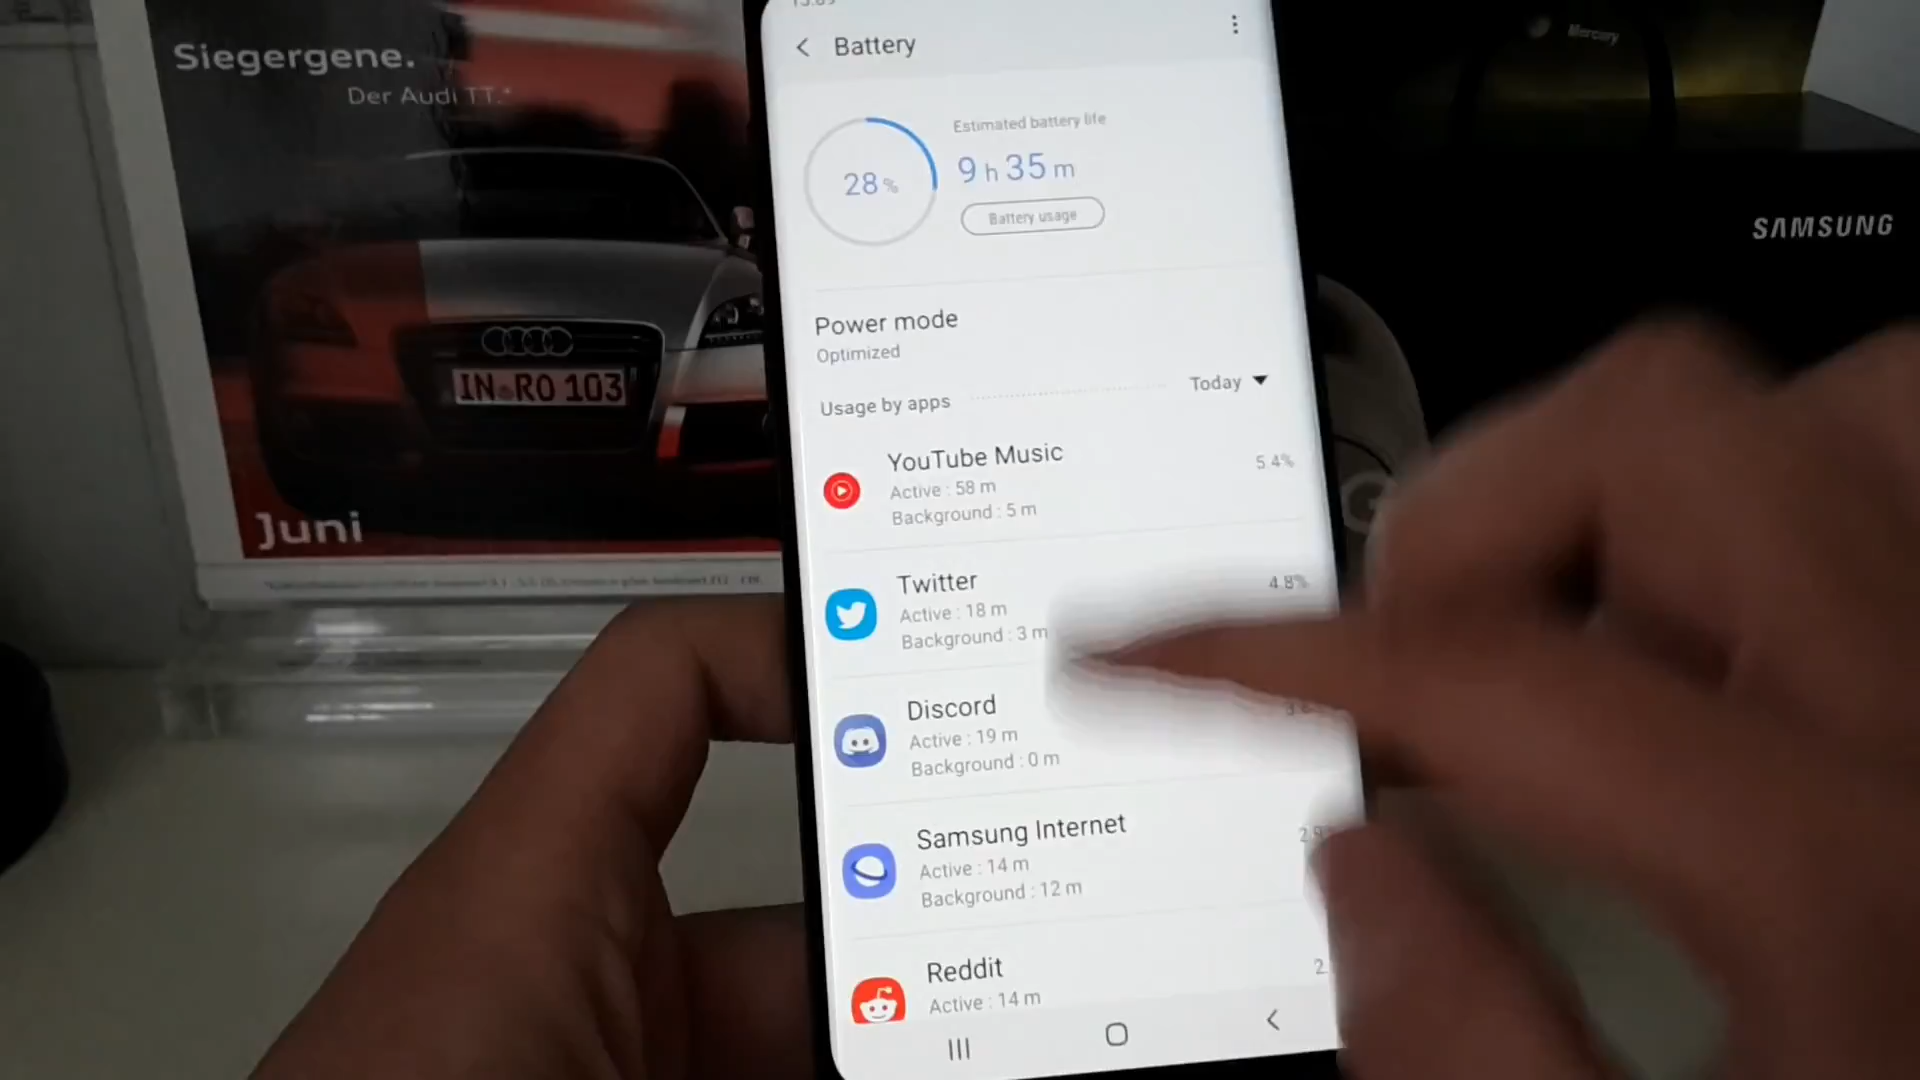 Siegergene.
Der Audi TT.*
IN RO 103
Juni
Battery
28 %
Estimated battery life
9 h 35 m
Battery usage
Power mode
Optimized
Usage by apps
Today
YouTube Music
5.4%
Active : 58 m
Background : 5 m
Twitter
4.8%
Active : 18 m
Background : 3 m
Discord
Active : 19 m
Background : 0 m
Samsung Internet
Active : 14 m
Background : 12 m
Reddit
Active : 14 m
Mercury
SAMSUNG